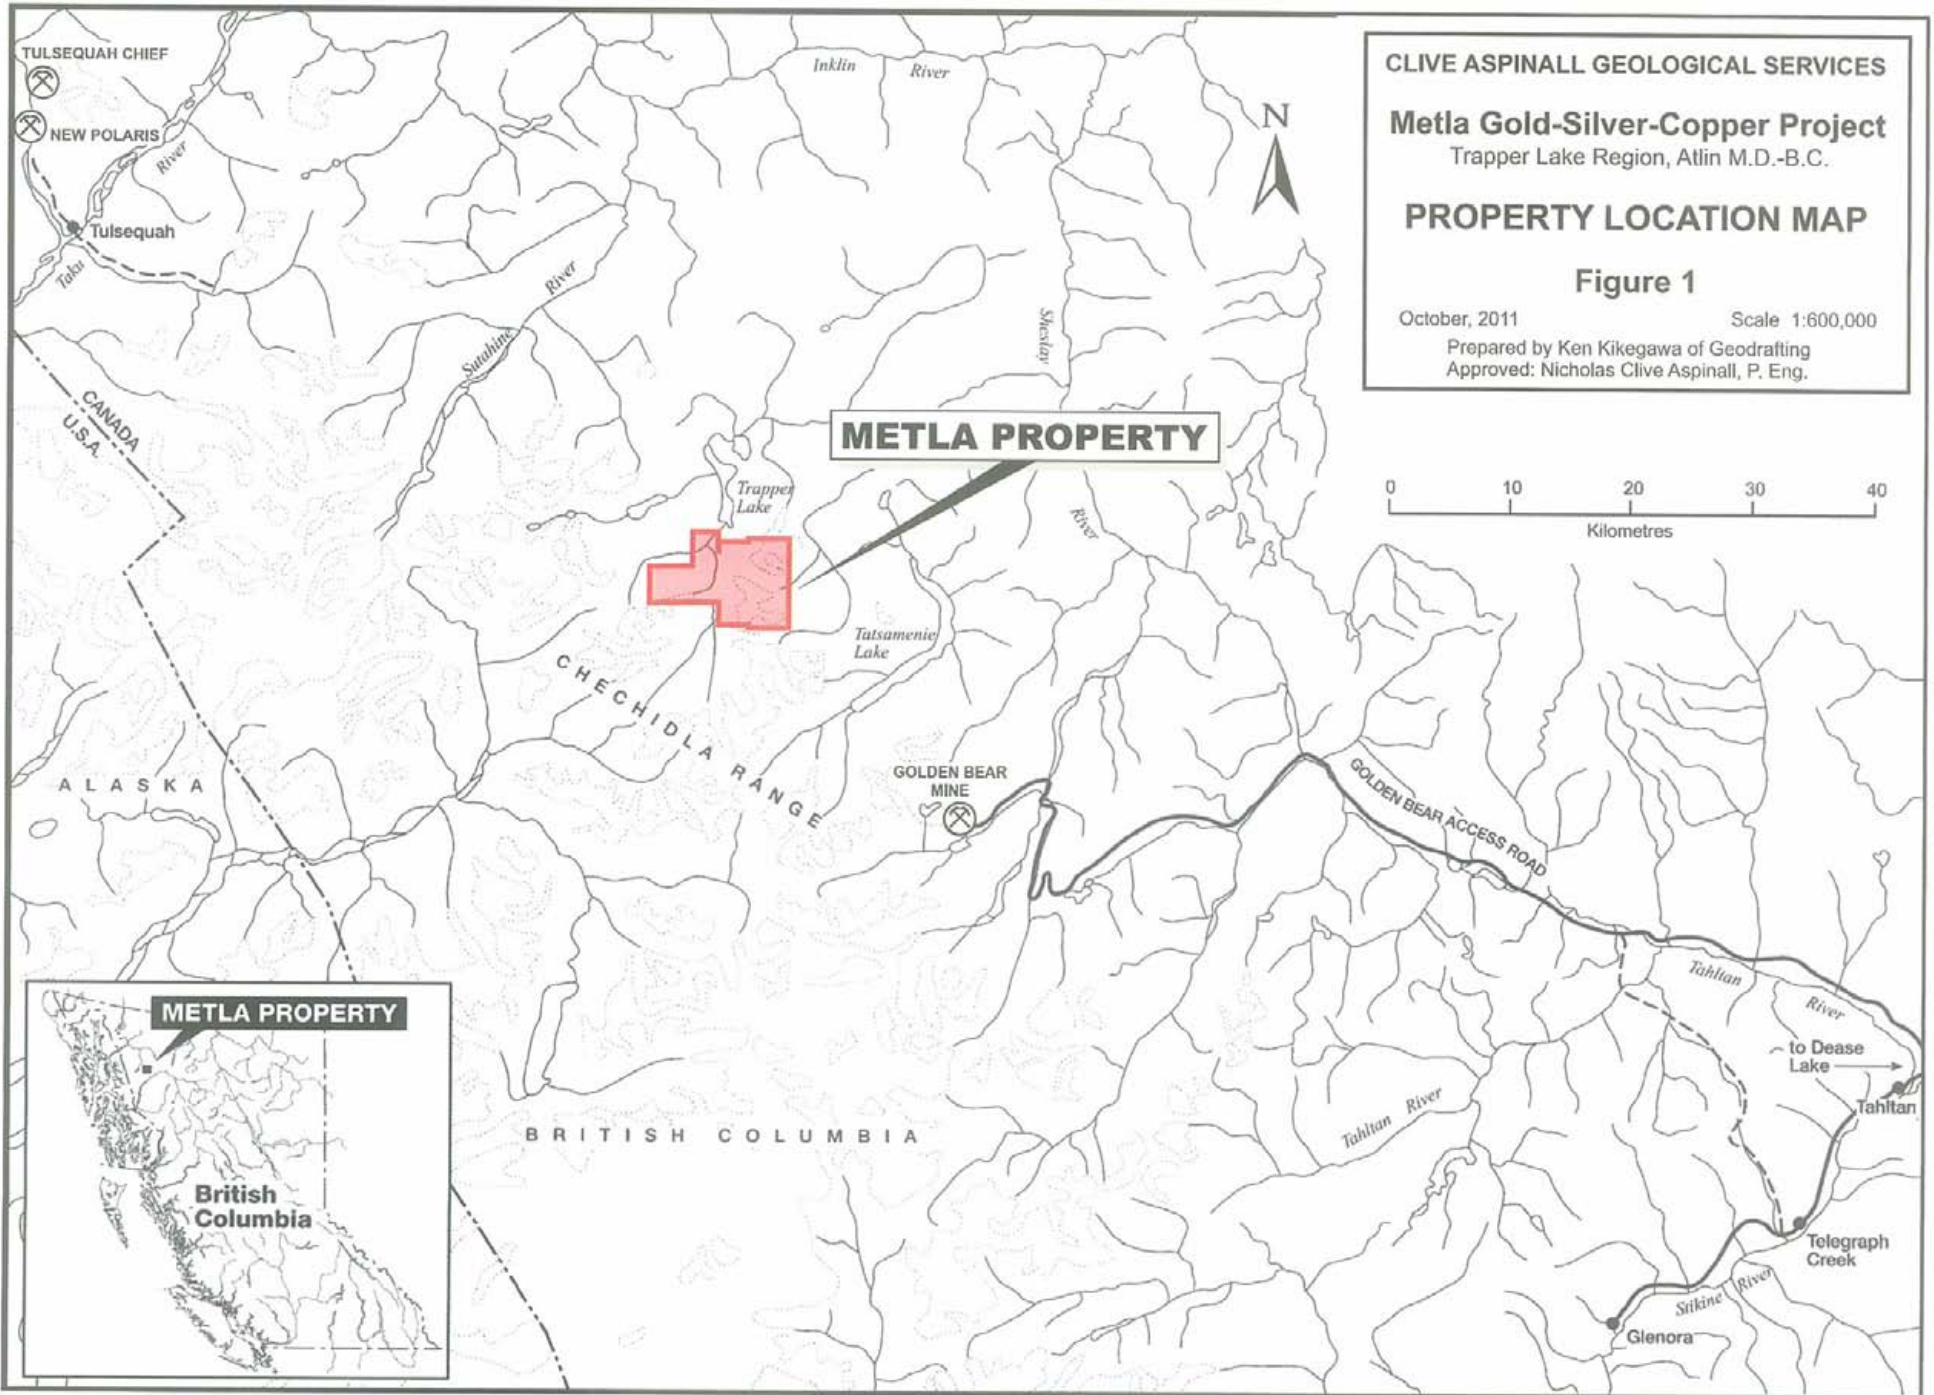 TULSEQUAH CHIEF
NEW POLARIS
River
Tulsequah
Taku
Inklin River
River
Sutahine
Sheslay
N
CLIVE ASPINALL GEOLOGICAL SERVICES
Metla Gold-Silver-Copper Project
Trapper Lake Region, Atlin M.D.-B.C.
PROPERTY LOCATION MAP
Figure 1
October, 2011 Scale 1:600,000
Prepared by Ken Kikegawa of Geodrafting
Approved: Nicholas Clive Aspinall, P. Eng.
CANADA
U.S.A.
METLA PROPERTY
0 10 20 30 40
Kilometres
Trapper
Lake
River
Tatsamenie
Lake
CHECHIDLA RANGE
ALASKA
GOLDEN BEAR
MINE
GOLDEN BEAR ACCESS ROAD
Tahltan River
to Dease
Lake
Tahltan
Tahltan River
BRITISH COLUMBIA
Telegraph
Creek
Stikine River
Glenora
METLA PROPERTY
British
Columbia